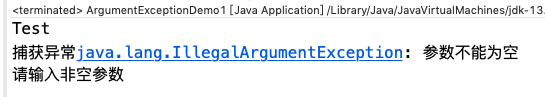 <terminated> ArgumentExceptionDemo1 [Java Application] /Library/Java/JavaVirtualMachines/jdk-13.
Test
捕获异常java.lang.IllegalArgumentException: 参数不能为空
请输入非空参数